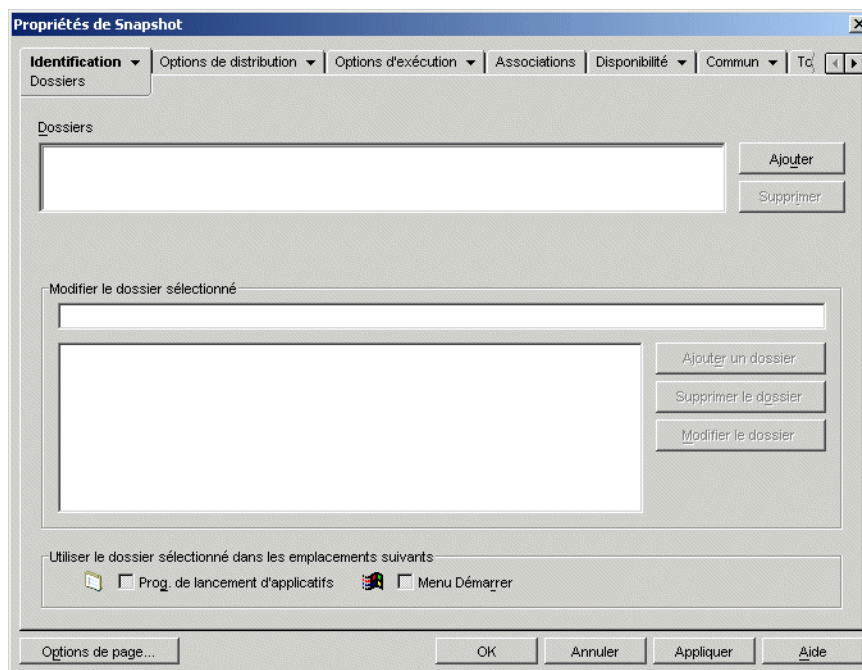 Propriétés de Snapshot
Identification Options de distribution Options d'exécution Associations Disponibilité Commun
Dossiers
Dossiers
Ajouter
Supprimer
Modifier le dossier sélectionné
Ajouter un dossier
Supprimer le dossier
Modifier le dossier
Utiliser le dossier sélectionné dans les emplacements suivants
Prog. de lancement d'applicatifs Menu Démarrer
Options de page... OK Annuler Appliquer Aide